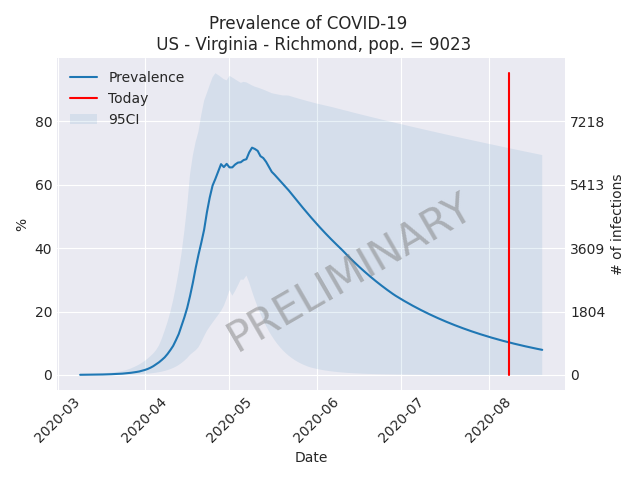 Prevalence of COVID-19
US - Virginia - Richmond, pop. = 9023
Prevalence
Today
95CI
80
60
40
20
0
%
7218
5413
3609
1804
0
# of infections
PRELIMINARY
2020-03
2020-04
2020-05
2020-06
2020-07
2020-08
Date